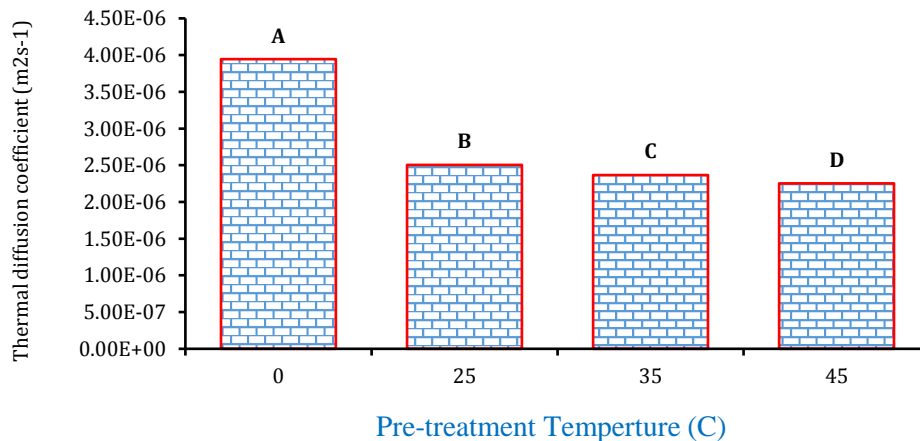 Thermal diffusion coefficient (m2s-1)
4.50E-06
4.00E-06
3.50E-06
3.00E-06
2.50E-06
2.00E-06
1.50E-06
1.00E-06
5.00E-07
0.00E+00
A
B
C
D
0 25 35 45
Pre-treatment Temperture (C)